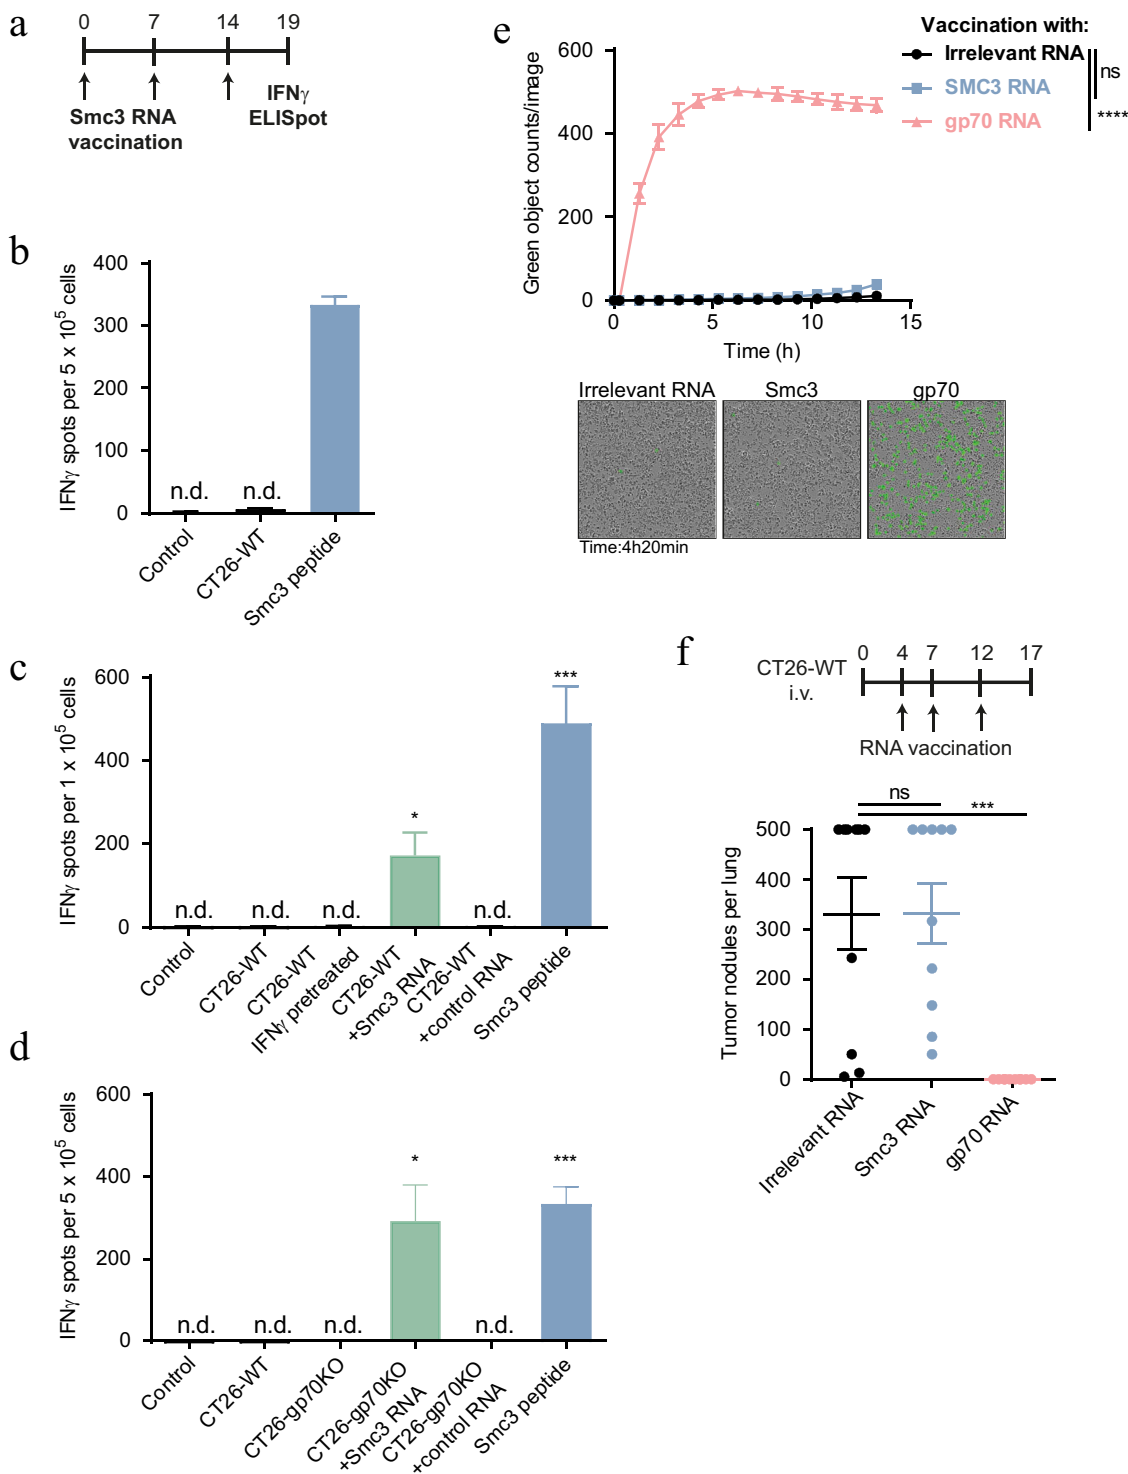 a
0 7 14 19
Smc3 RNA
vaccination
IFNγ
ELISpot
b
IFNγ spots per 5 x 10⁵ cells
400
300
200
100
0
n.d.
n.d.
Control
CT26-WT
Smc3 peptide
c
IFNγ spots per 1 x 10⁵ cells
600
400
200
0
n.d.
n.d.
n.d.
*
n.d.
***
Control
CT26-WT
CT26-WT
IFNγ pretreated
CT26-WT
+Smc3 RNA
CT26-WT
+control RNA
Smc3 peptide
d
IFNγ spots per 5 x 10⁵ cells
600
400
200
0
n.d.
n.d.
n.d.
*
n.d.
***
Control
CT26-WT
CT26-gp70KO
CT26-gp70KO
+Smc3 RNA
CT26-gp70KO
+control RNA
Smc3 peptide
e
Vaccination with:
Irrelevant RNA
SMC3 RNA
gp70 RNA
ns
****
Green object counts/image
600
400
200
0
0 5 10 15
Time (h)
Irrelevant RNA
Smc3
gp70
Time:4h20min
f
CT26-WT
i.v.
0 4 7 12 17
RNA vaccination
ns
***
Tumor nodules per lung
500
400
300
200
100
0
Irrelevant RNA
Smc3 RNA
gp70 RNA